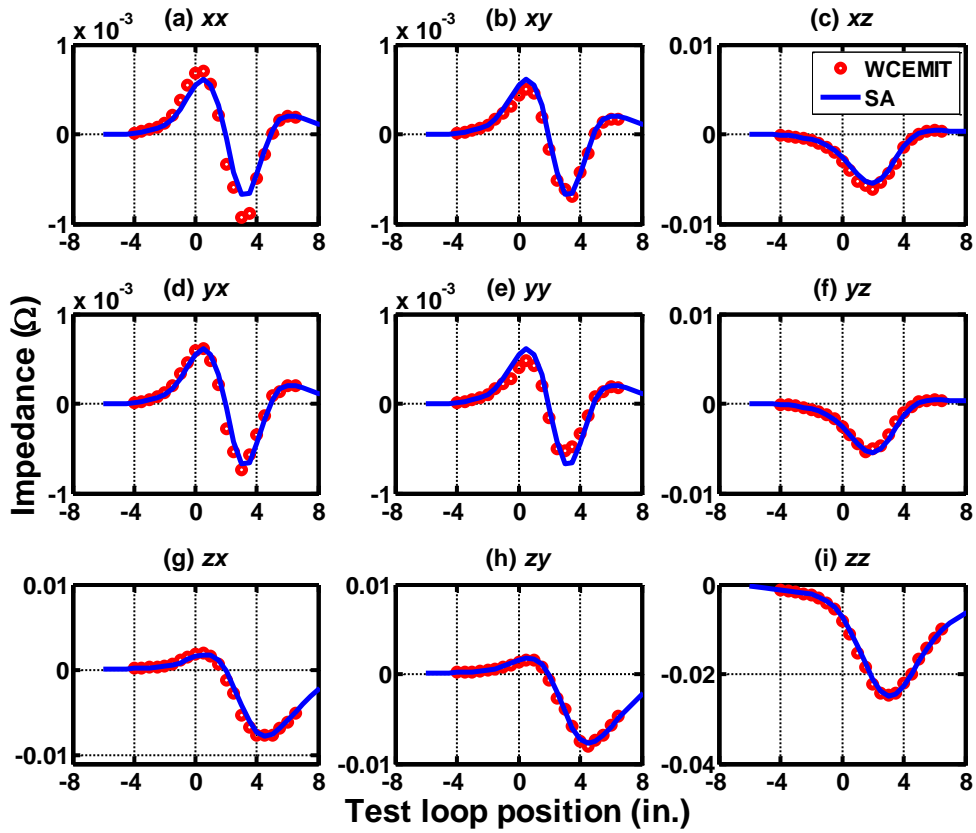 (a) xx
(b) xy
(c) xz
1 x 10⁻³
0
-1
-8 -4 0 4 8
1 x 10⁻³
0
-1
-8 -4 0 4 8
0.01
0
-0.01
-8 -4 0 4 8
WCEMIT
SA
(d) yx
(e) yy
(f) yz
1 x 10⁻³
0
-1
-8 -4 0 4 8
1 x 10⁻³
0
-1
-8 -4 0 4 8
0.01
0
-0.01
-8 -4 0 4 8
Impedance (Ω)
(g) zx
(h) zy
(i) zz
0.01
0
-0.01
-8 -4 0 4 8
0.01
0
-0.01
-8 -4 0 4 8
0
-0.02
-0.04
-8 -4 0 4 8
Test loop position (in.)